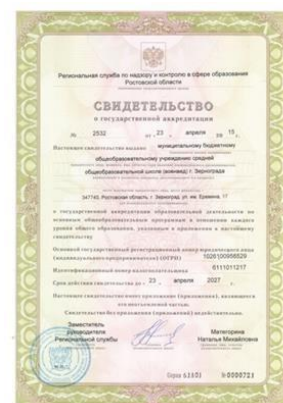 Региональная служба по надзору и контролю в сфере образования
Ростовской области
СВИДЕТЕЛЬСТВО
о государственной аккредитации
№ 2532 от 23 апреля 15 г.
Настоящее свидетельство выдано муниципальному бюджетному
общеобразовательному учреждению средней
общеобразовательной школе г. Зернограда
347740, Ростовская область г. Зерноград, ул. им. Еремина, 17
о государственной аккредитации образовательной деятельности по
основным общеобразовательным программам в отношении каждого
уровня общего образования, указанным в приложении к настоящему
свидетельству
Основной государственный регистрационный номер юридического лица
(индивидуального предпринимателя) (ОГРН)
Идентификационный номер налогоплательщика 6111011217
Срок действия свидетельства до 23 апреля 2027 г.
Настоящее свидетельство имеет приложение (приложения), являющееся
его неотъемлемой частью.
Свидетельство без приложения (приложений) недействительно.
Заместитель
руководителя
Региональной службы
Матегорина
Наталья Михайловна
Серия 61А01 № 0000721